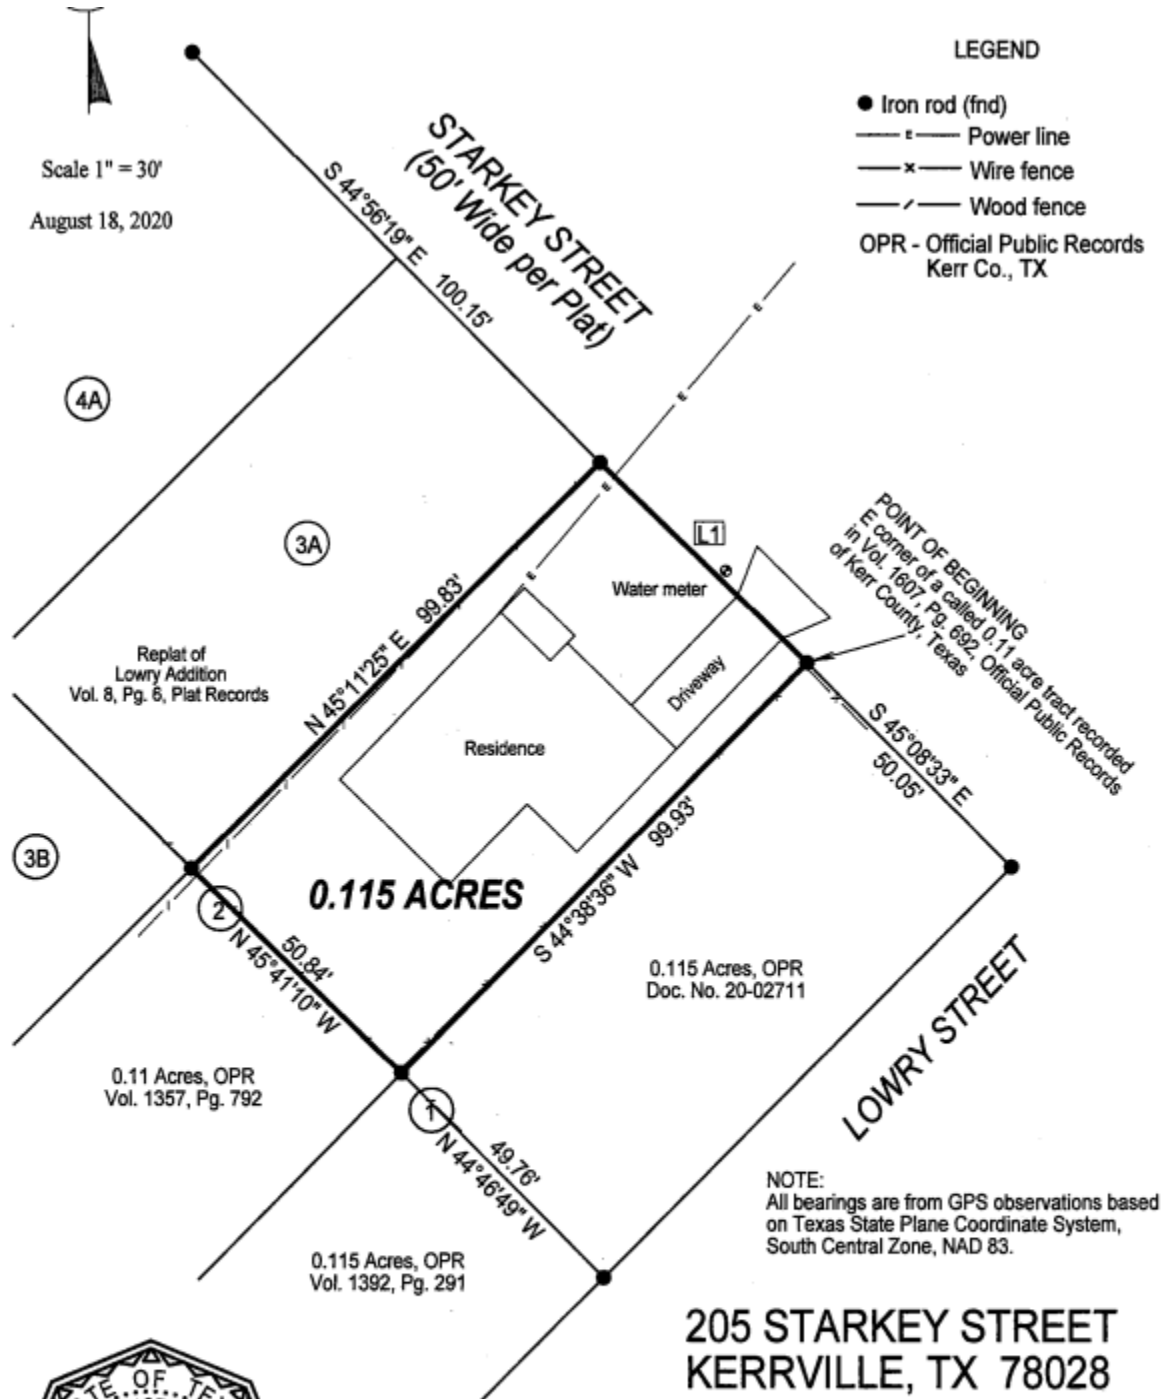 LEGEND
Iron rod (fnd)
E Power line
Wire fence
Wood fence
OPR - Official Public Records
Kerr Co., TX
Scale 1" = 30'
August 18, 2020
STARKEY STREET
(50' Wide per Plat)
S 44°56'19" E 100.15'
E
E
E
E
4A
3A
L1
Water meter
POINT OF BEGINNING
E corner of a called 0.11 acre tract recorded
in Vol. 1607, Pg. 692, Official Public Records
of Kerr County, Texas
Replat of
Lowry Addition
Vol. 8, Pg. 6, Plat Records
N 45°11'25" E 99.83'
Driveway
Residence
S 45°08'33" E
50.05'
3B
2
0.115 ACRES
S 44°38'36" W 99.93'
50.84'
N 45°41'10" W
0.115 Acres, OPR
Doc. No. 20-02711
LOWRY STREET
0.11 Acres, OPR
Vol. 1357, Pg. 792
1
49.76'
N 44°46'49" W
NOTE:
All bearings are from GPS observations based
on Texas State Plane Coordinate System,
South Central Zone, NAD 83.
0.115 Acres, OPR
Vol. 1392, Pg. 291
205 STARKEY STREET
KERRVILLE, TX 78028
OF